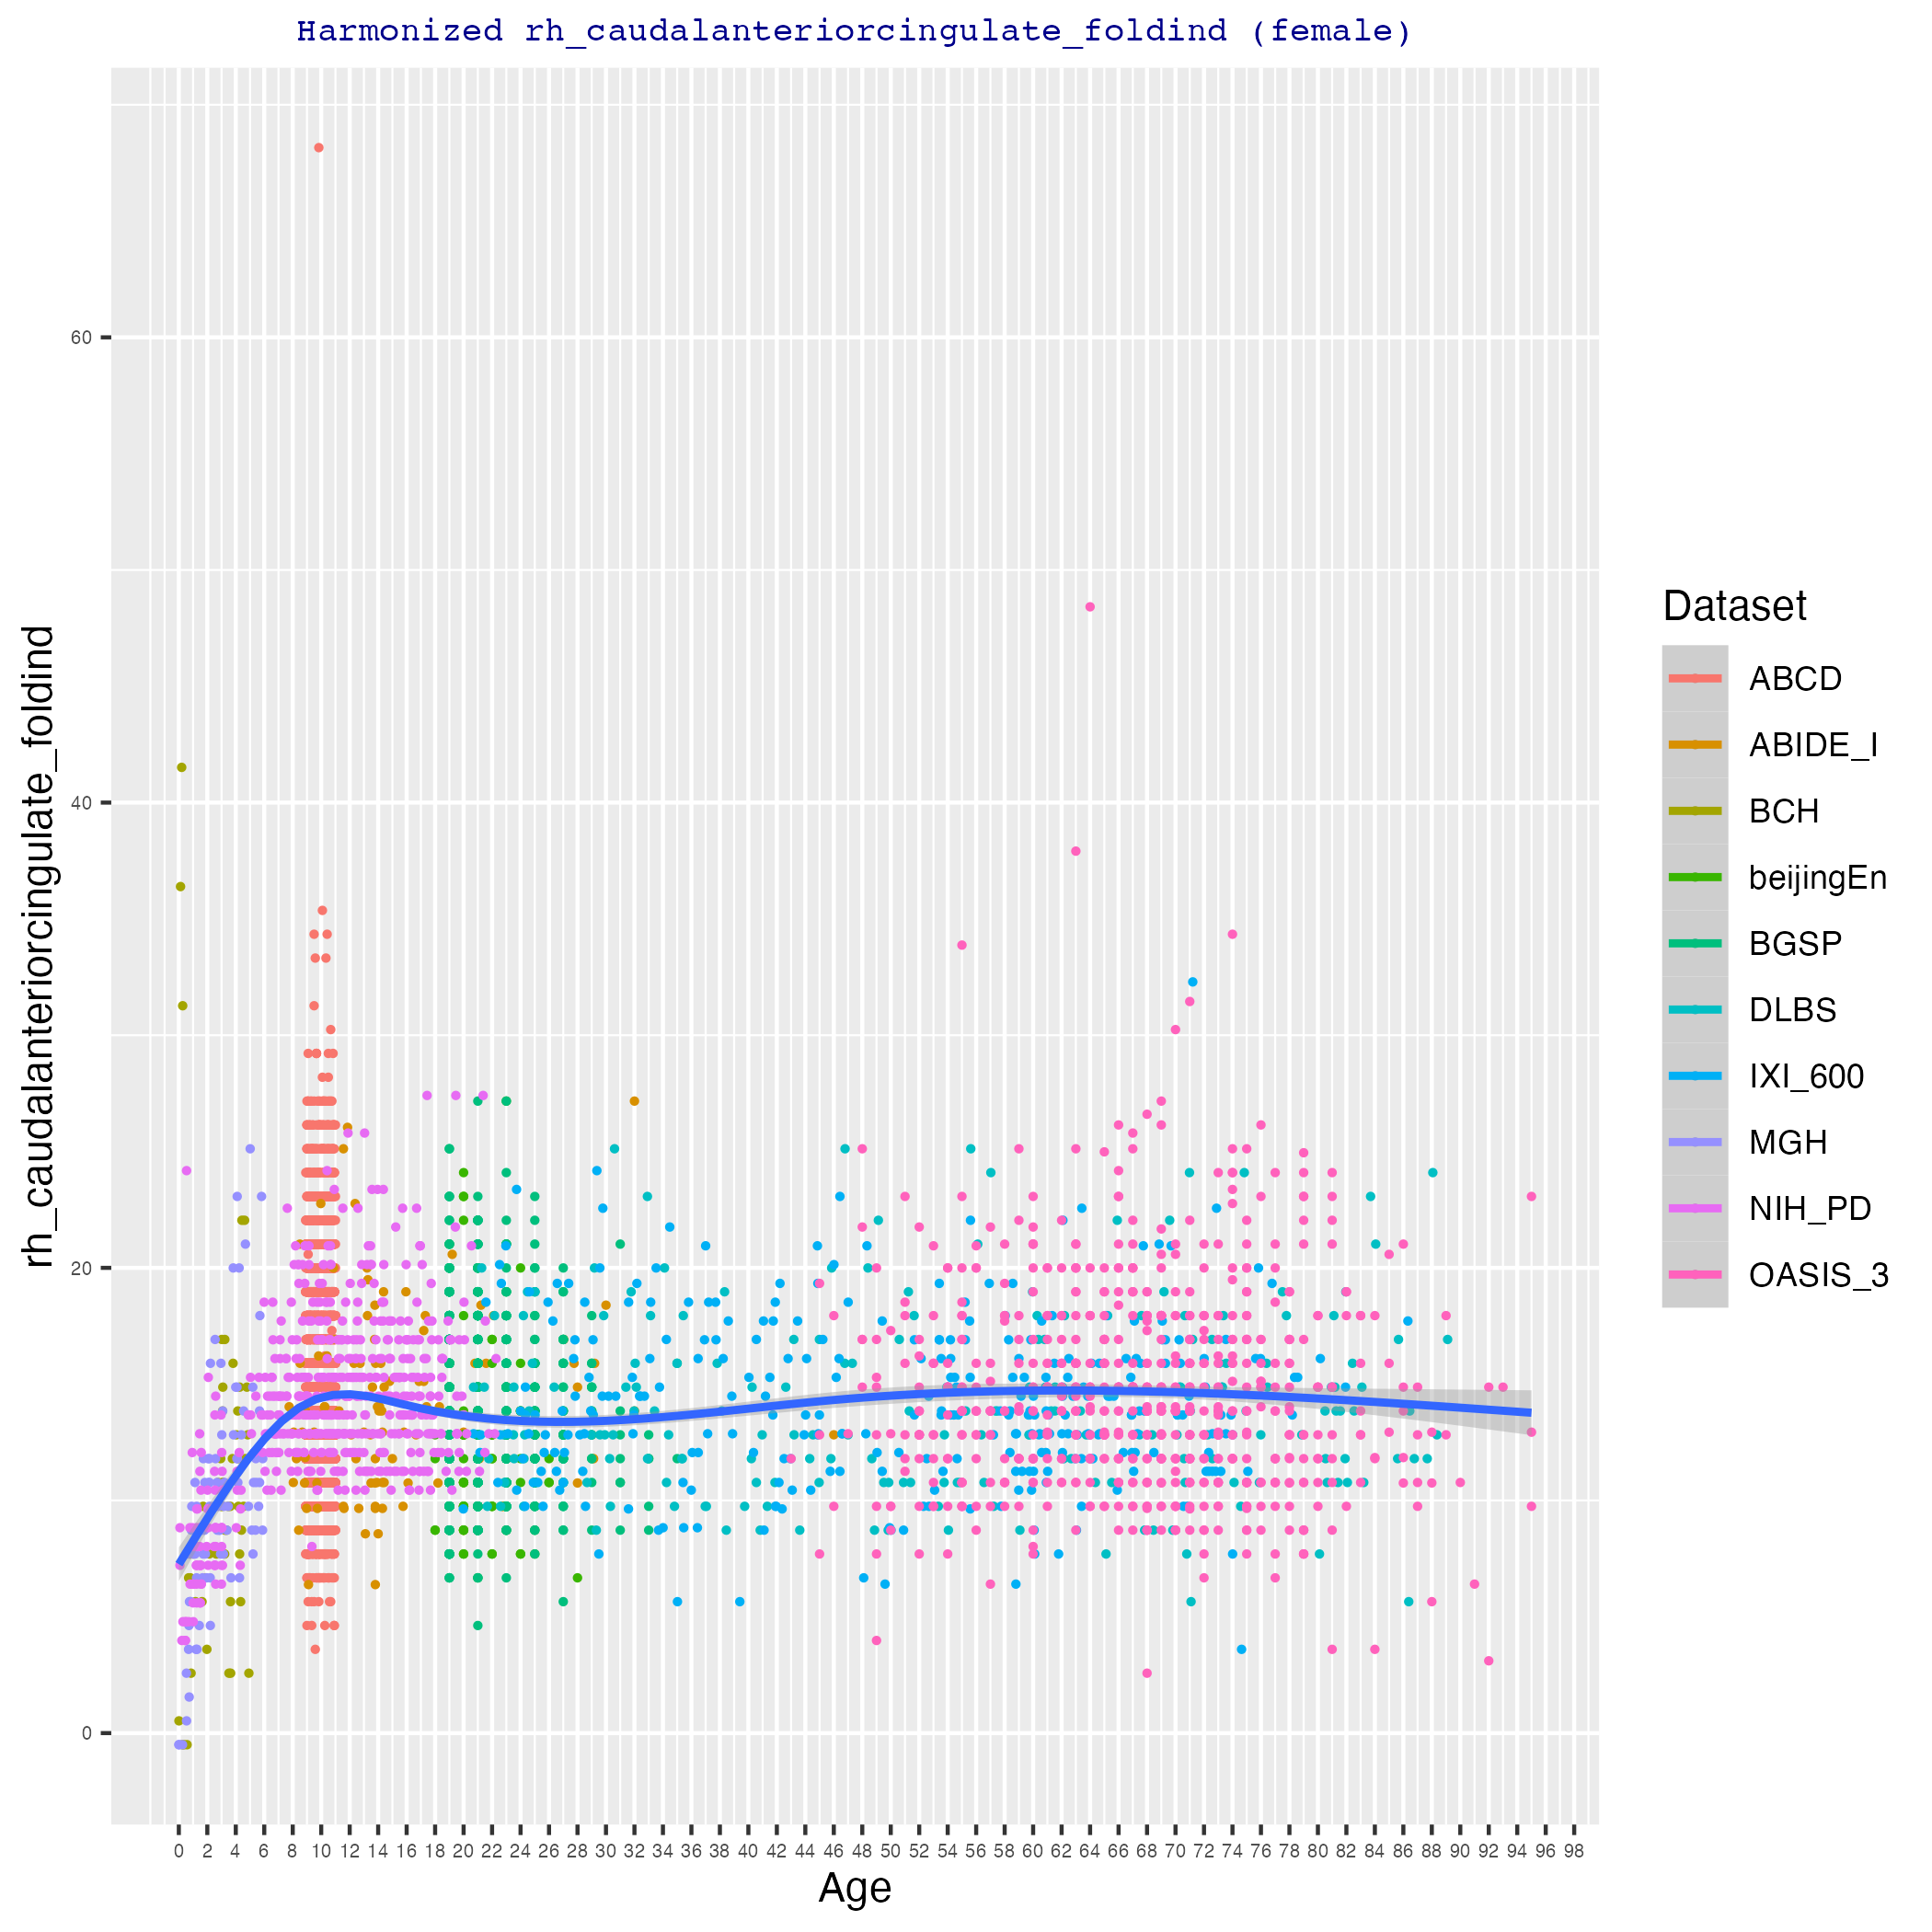 Harmonized rh_caudalanteriorcingulate_foldind (female)
rh_caudalanteriorcingulate_foldind
60
40
20
0
0 2 4 6 8 10 12 14 16 18 20 22 24 26 28 30 32 34 36 38 40 42 44 46 48 50 52 54 56 58 60 62 64 66 68 70 72 74 76 78 80 82 84 86 88 90 92 94 96 98
Age
Dataset
ABCD
ABIDE_I
BCH
beijingEn
BGSP
DLBS
IXI_600
MGH
NIH_PD
OASIS_3